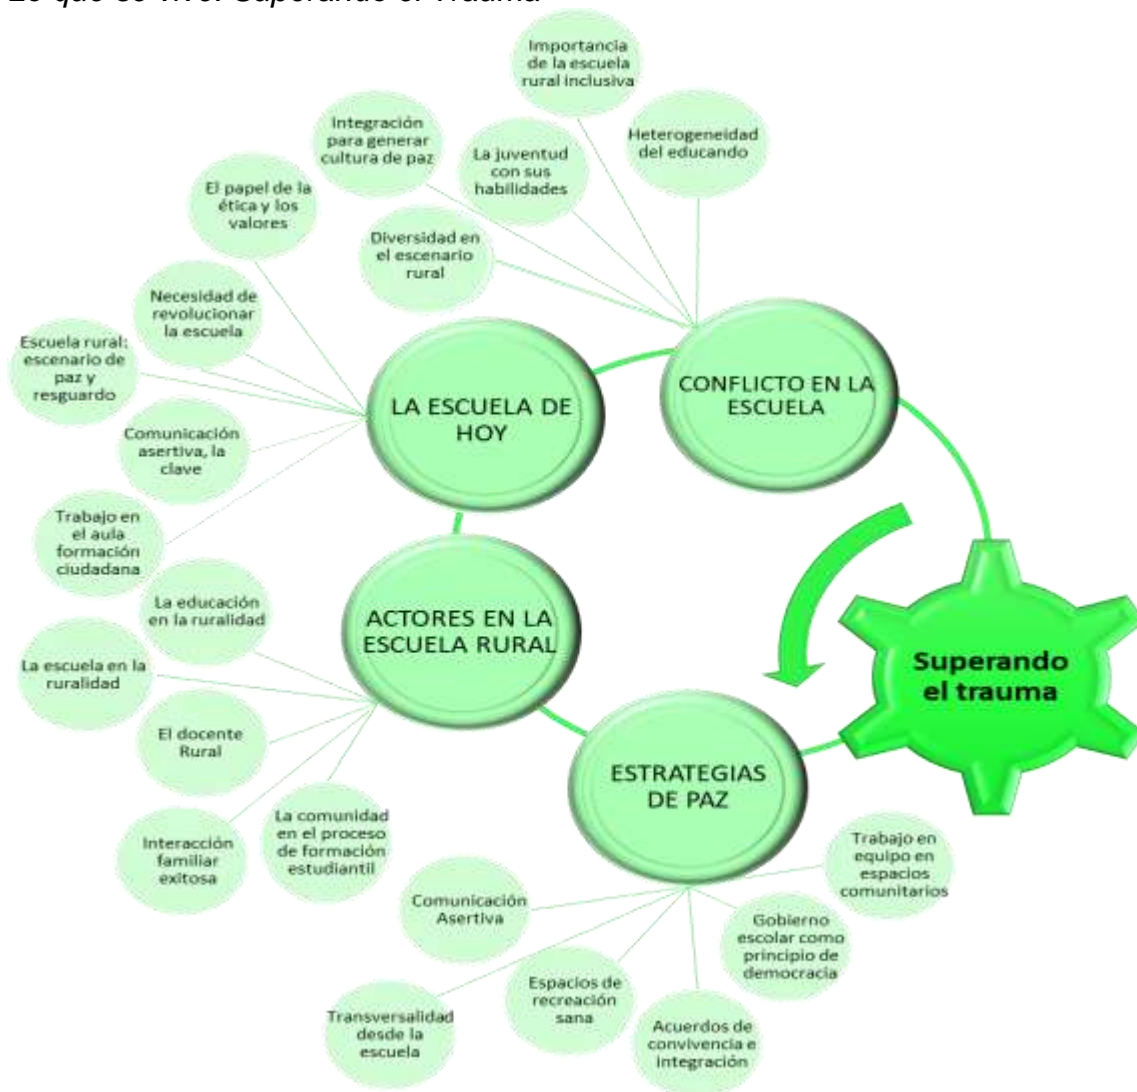 Lo que se vive: Superando el Trauma
Importancia
de la escuela
rural inclusiva
Integración
para generar
cultura de paz
La juventud
con sus
habilidades
Heterogeneidad
del educando
El papel de la
ética y los
valores
Diversidad en
el escenario
rural
Necesidad de
revolucionar
la escuela
Escuela rural:
escenario de
paz y
resguardo
Comunicación
asertiva, la
clave
Trabajo en
el aula
formación
ciudadana
LA ESCUELA DE
HOY
CONFLICTO EN LA
ESCUELA
La educación
en la ruralidad
La escuela en la
ruralidad
El docente
Rural
Interacción
familiar
exitosa
La comunidad
en el proceso
de formación
estudiantil
ACTORES EN LA
ESCUELA RURAL
Superando
el trauma
ESTRATEGIAS
DE PAZ
Comunicación
Asertiva
Transversalidad
desde la
escuela
Espacios de
recreación
sana
Acuerdos de
convivencia e
integración
Gobierno
escolar como
principio de
democracia
Trabajo en
equipo en
espacios
comunitarios